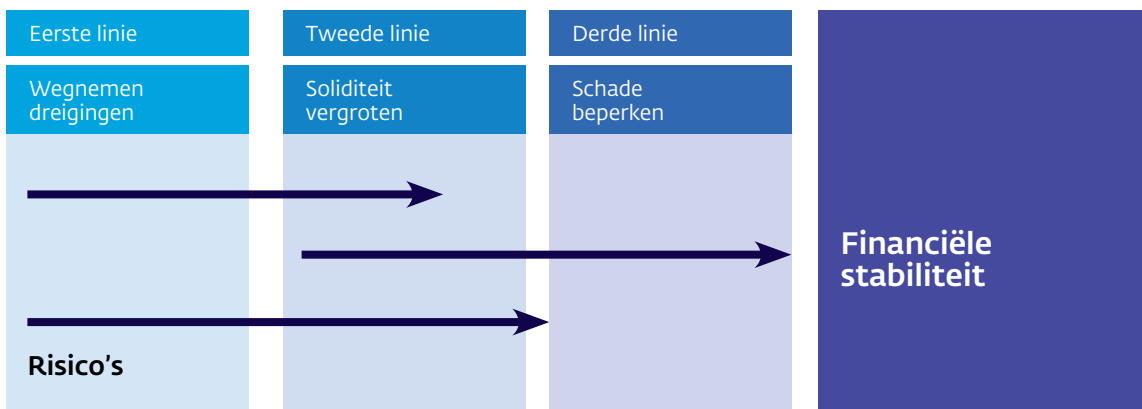 Eerste linie
Tweede linie
Derde linie
Wegnemen
dreigingen
Soliditeit
vergroten
Schade
beperken
Financiële
stabiliteit
Risico's